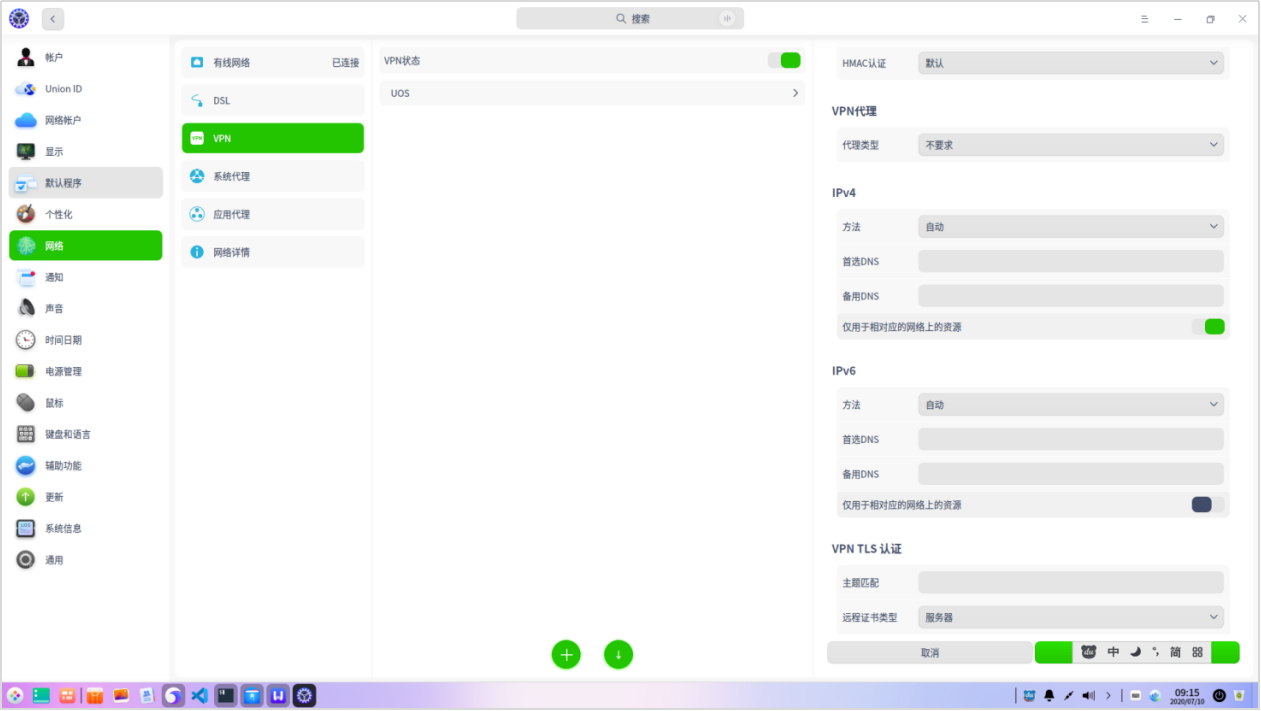 搜索
帐户
Union ID
网络帐户
显示
默认程序
个性化
网络
通知
声音
时间日期
电源管理
鼠标
键盘和语言
辅助功能
更新
系统信息
通用
有线网络 已连接
DSL
VPN
系统代理
应用代理
网络详情
VPN状态
UOS
HMAC认证 默认
VPN代理
代理类型 不要求
IPv4
方法 自动
首选DNS
备用DNS
仅用于相对应的网络上的资源
IPv6
方法 自动
首选DNS
备用DNS
仅用于相对应的网络上的资源
VPN TLS 认证
主题匹配
远程证书类型 服务器
取消
du 中 °, 简
09:15
2020/07/10